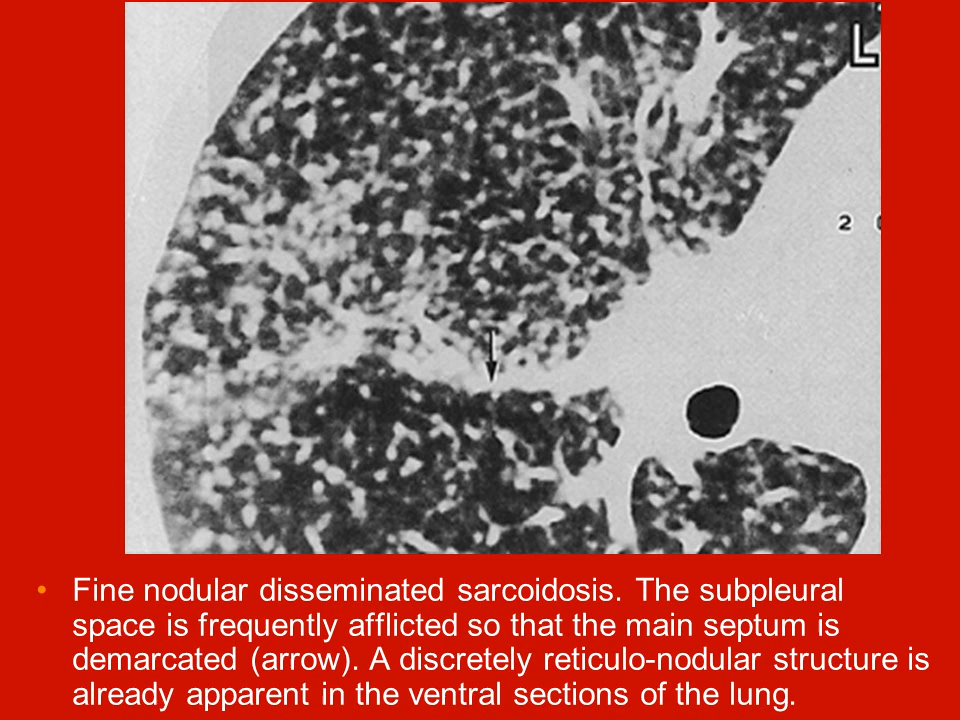 L
2
• Fine nodular disseminated sarcoidosis. The subpleural
space is frequently afflicted so that the main septum is
demarcated (arrow). A discretely reticulo-nodular structure is
already apparent in the ventral sections of the lung.